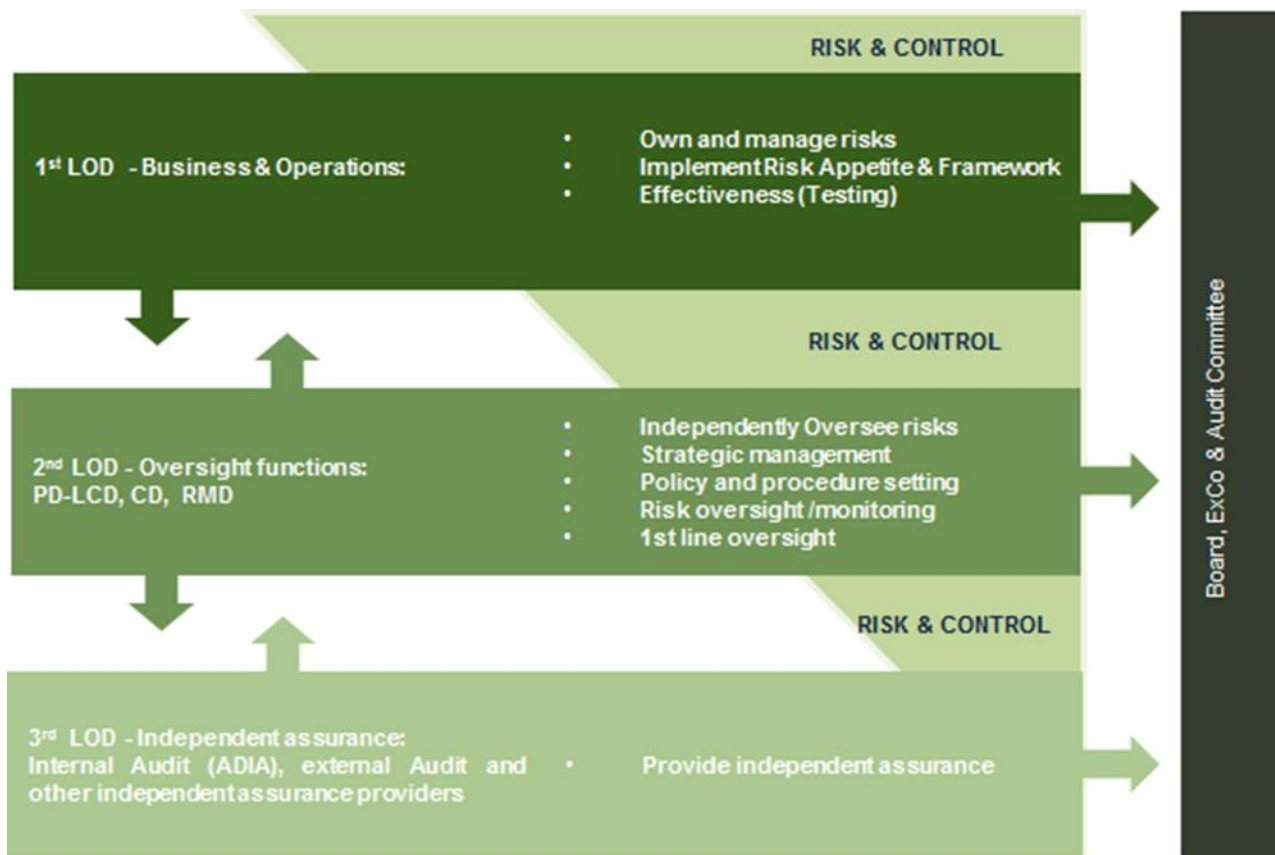 RISK & CONTROL
1st LOD - Business & Operations:
• Own and manage risks
• Implement Risk Appetite & Framework
• Effectiveness (Testing)
RISK & CONTROL
2nd LOD - Oversight functions:
PD-LCD, CD, RMD
• Independently Oversee risks
• Strategic management
• Policy and procedure setting
• Risk oversight /monitoring
• 1st line oversight
RISK & CONTROL
3rd LOD - Independent assurance:
Internal Audit (ADIA), external Audit and
other independent assurance providers
• Provide independent assurance
Board, ExCo & Audit Committee